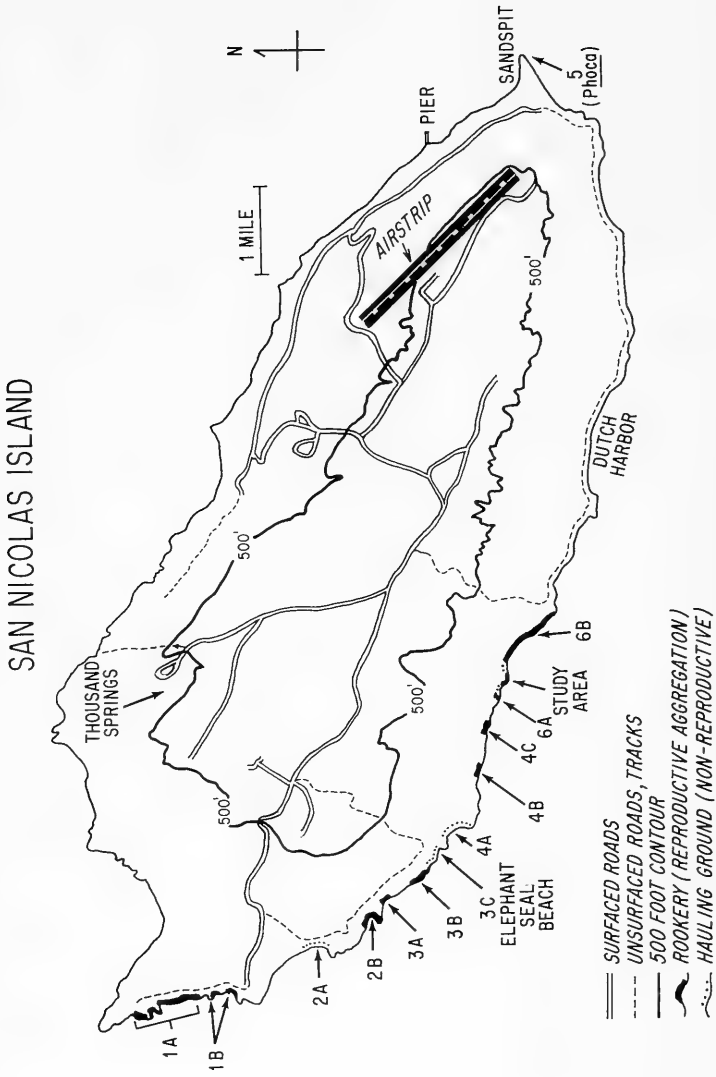 SAN NICOLAS ISLAND
N
1 MILE
PIER
SANDSPIT
5
(Phoca)
AIRSTRIP
THOUSAND
SPRINGS
500'
500'
500'
500'
DUTCH
HARBOR
1A
1B
2A
2B
3A
3B
3C
ELEPHANT
SEAL
BEACH
4A
4B
4C
6A
STUDY
AREA
6B
SURFACED ROADS
UNSURFACED ROADS, TRACKS
500 FOOT CONTOUR
ROOKERY (REPRODUCTIVE AGGREGATION)
HAULING GROUND (NON-REPRODUCTIVE)